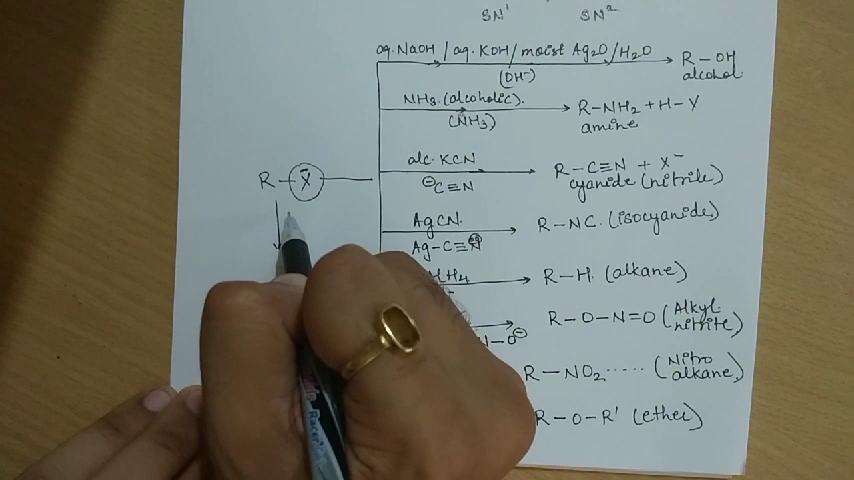 SN¹ SN²
aq.NaOH / aq.KOH / moist Ag₂O/H₂O
(OH⁻)
R-OH
alcohol
NH₃.(alcoholic).
(NH₃)
R-NH₂ + H-X
amine
alc.KCN
⊖C≡N
R-C≡N + X⁻
cyanide (nitrile)
R-X
AgCN.
Ag-C≡N
R-NC. (isocyanide)
R-H. (alkane)
R-O-N=O (Alkyl nitrite)
-O⊖
R-NO₂..... (Nitro alkane)
R-O-R' (ether)